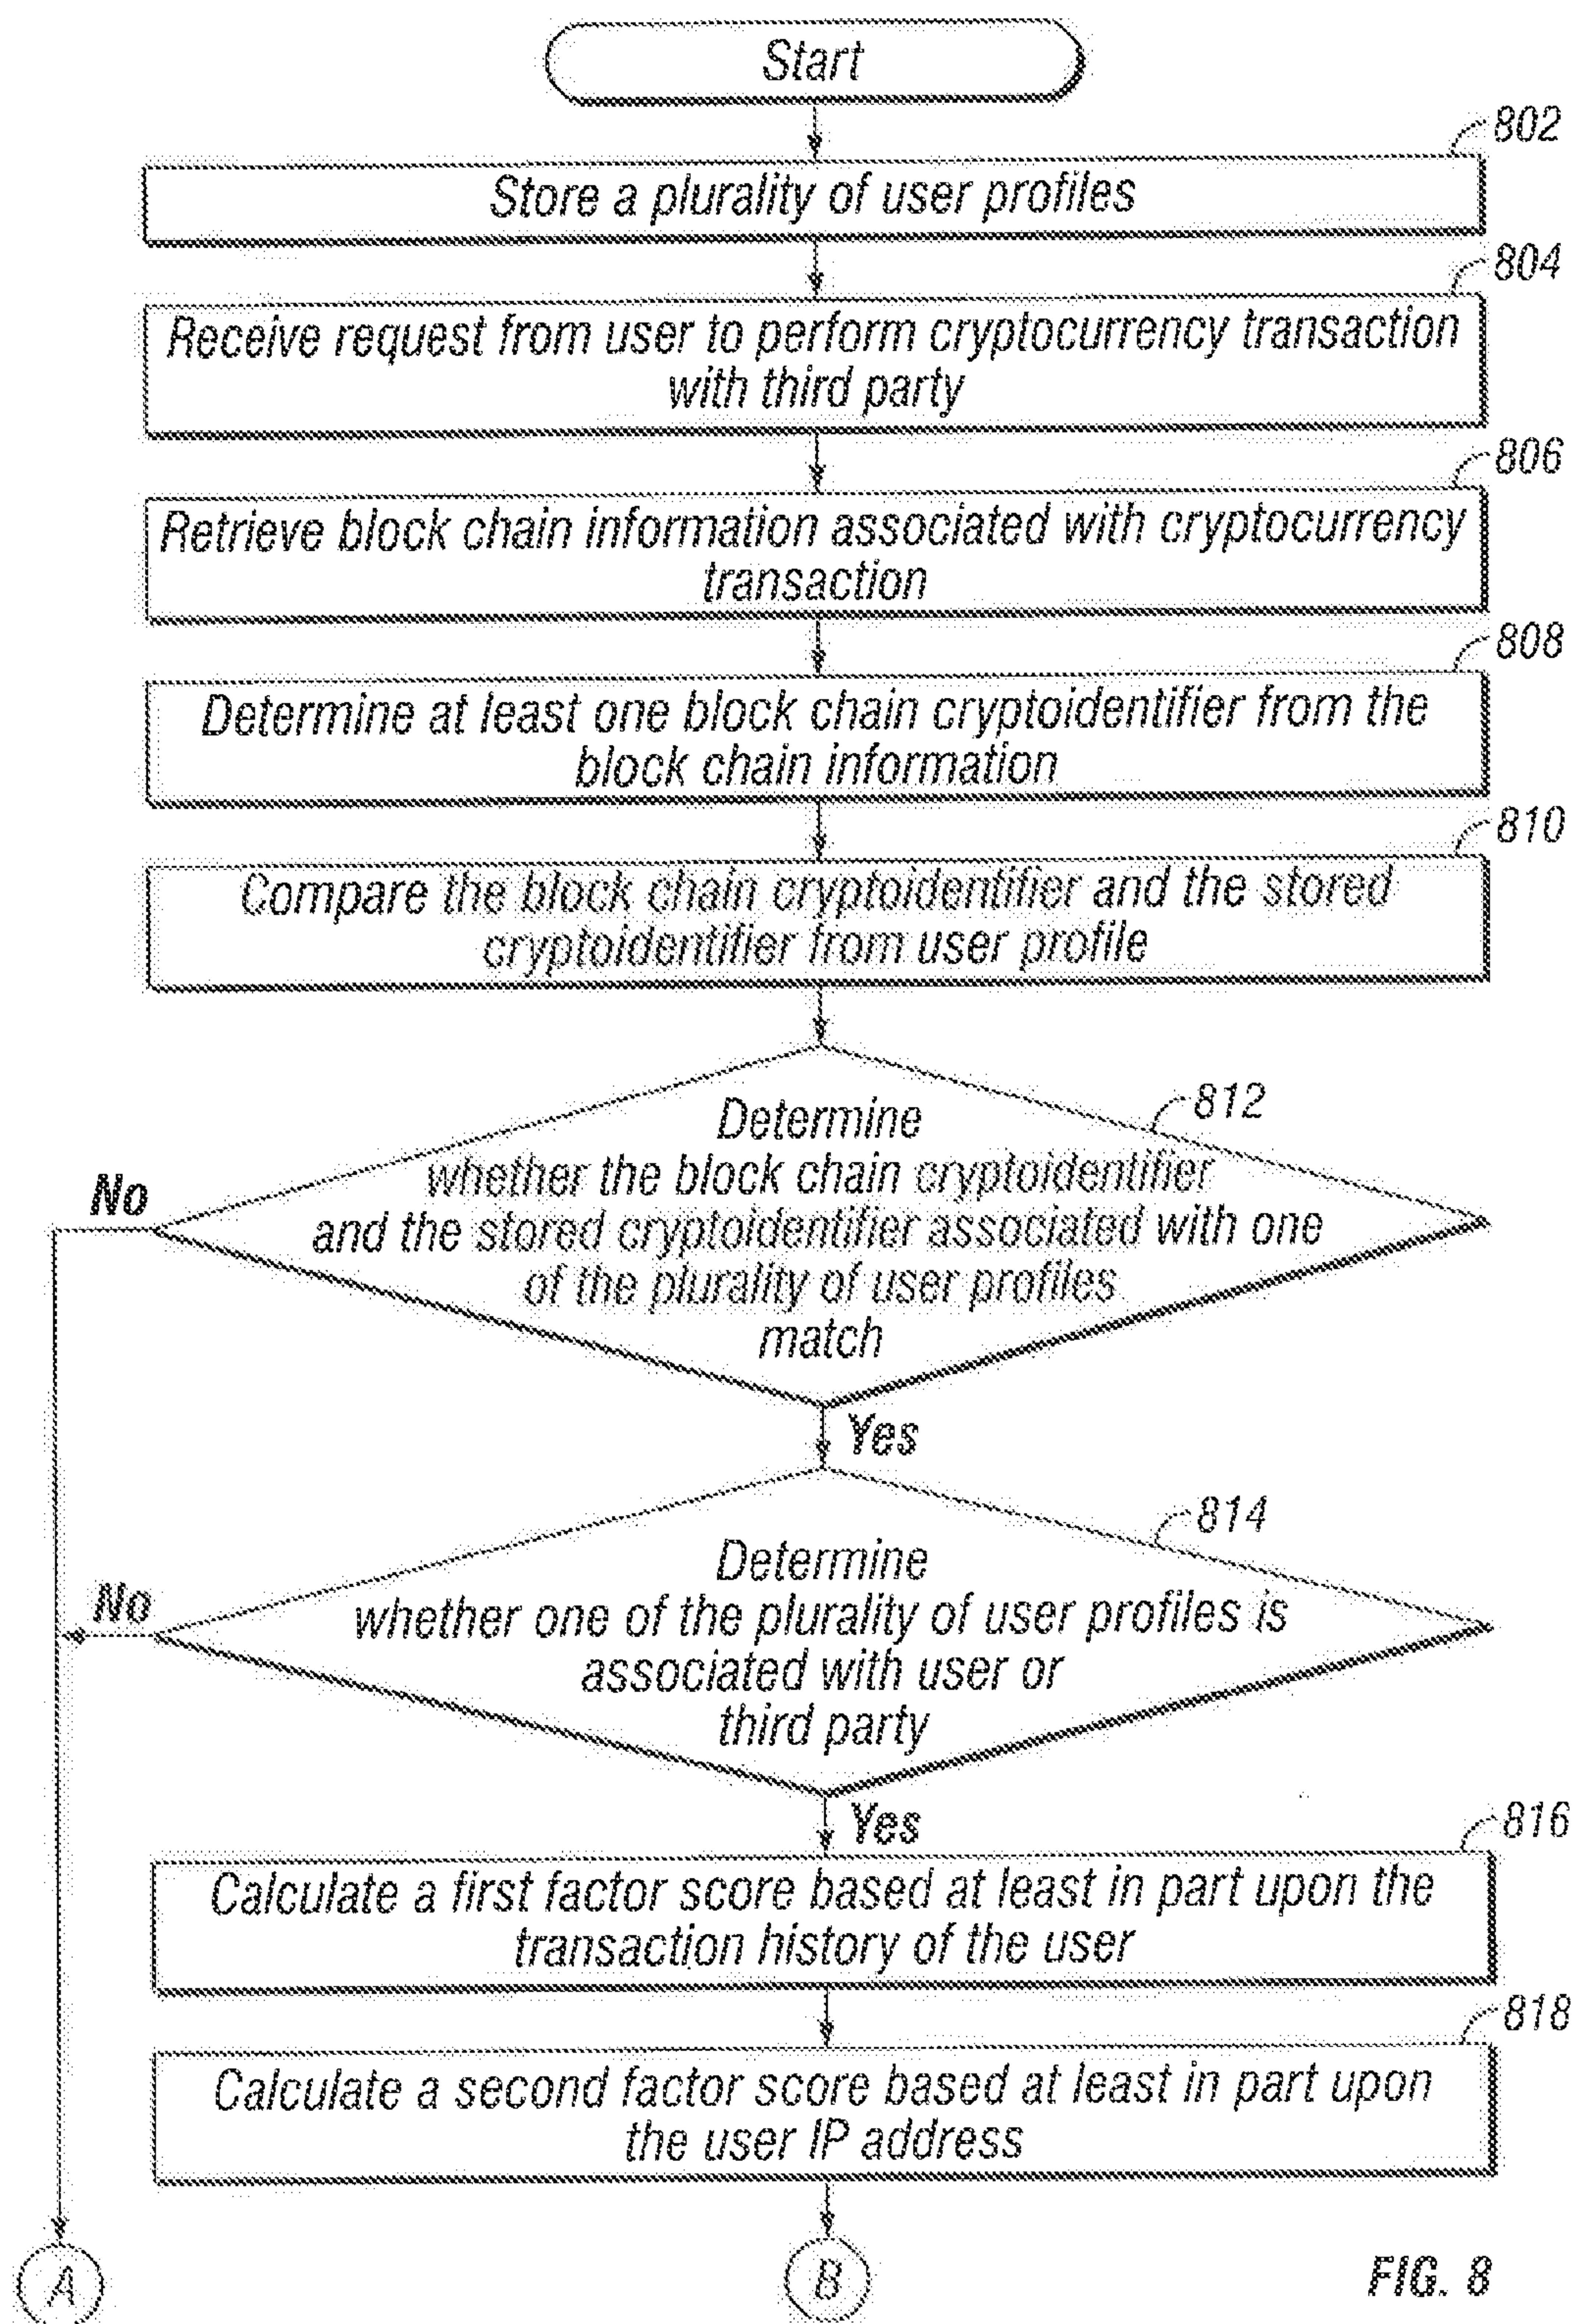 Start
802
Store a plurality of user profiles
804
Receive request from user to perform cryptocurrency transaction
with third party
806
Retrieve block chain information associated with cryptocurrency
transaction
808
Determine at least one block chain cryptoidentifier from the
block chain information
810
Compare the block chain cryptoidentifier and the stored
cryptoidentifier from user profile
812
Determine
whether the block chain cryptoidentifier
and the stored cryptoidentifier associated with one
of the plurality of user profiles
match
No
Yes
814
Determine
whether one of the plurality of user profiles is
associated with user or
third party
No
Yes
816
Calculate a first factor score based at least in part upon the
transaction history of the user
818
Calculate a second factor score based at least in part upon
the user IP address
A
B
FIG. 8